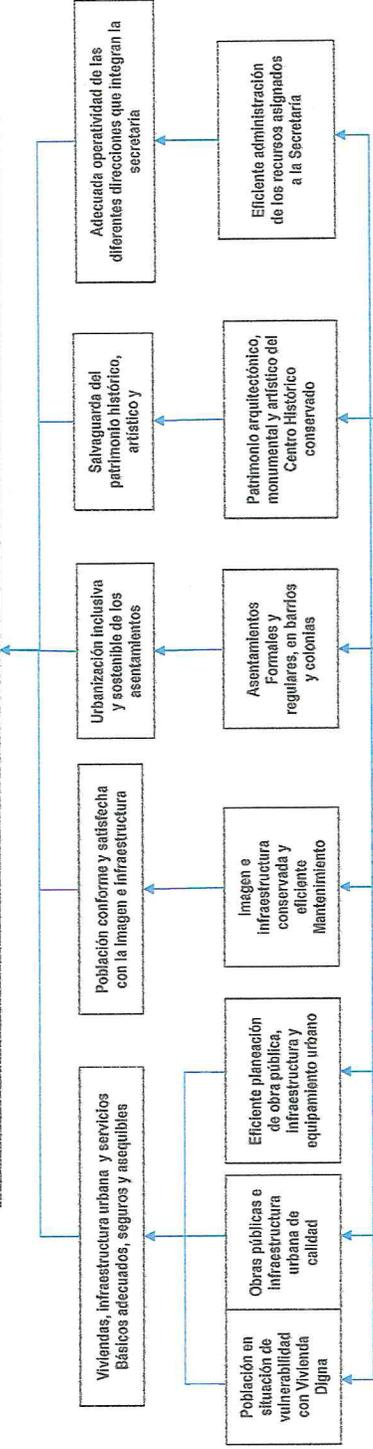 Viviendas, infraestructura urbana y servicios
Básicos adecuados, seguros y asequibles
Población conforme y satisfecha
con la Imagen e infraestructura
Urbanización inclusiva
y sostenible de los
asentamientos
Salvaguarda del
patrimonio histórico,
artístico y
Adecuada operatividad de las
diferentes direcciones que integran la
secretaría
Población en
situación de
vulnerabilidad
con Vivienda
Digna
Obras públicas e
Infraestructura
urbana de
calidad
Eficiente planeación
de obra pública,
infraestructura y
equipamiento urbano
Imagen e
infraestructura
conservada y
eficiente
Mantenimiento
Asentamientos
Formales y
regulares, en barrios
y colonias
Patrimonio arquitectónico,
monumental y artístico del
Centro Histórico
conservado
Eficiente administración
de los recursos asignados
a la Secretaría